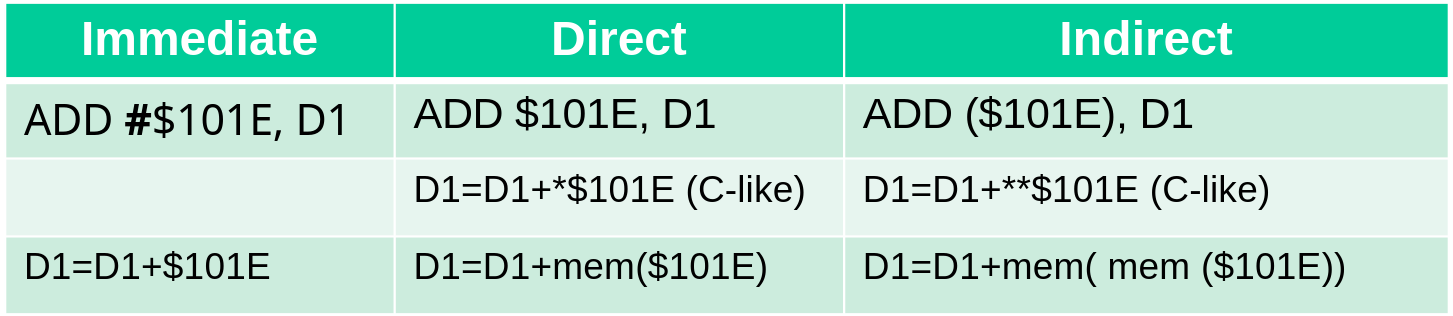 Immediate Direct Indirect
ADD #$101E, D1 ADD $101E, D1 ADD ($101E), D1
D1=D1+*$101E (C-like) D1=D1+**$101E (C-like)
D1=D1+$101E D1=D1+mem($101E) D1=D1+mem( mem ($101E))